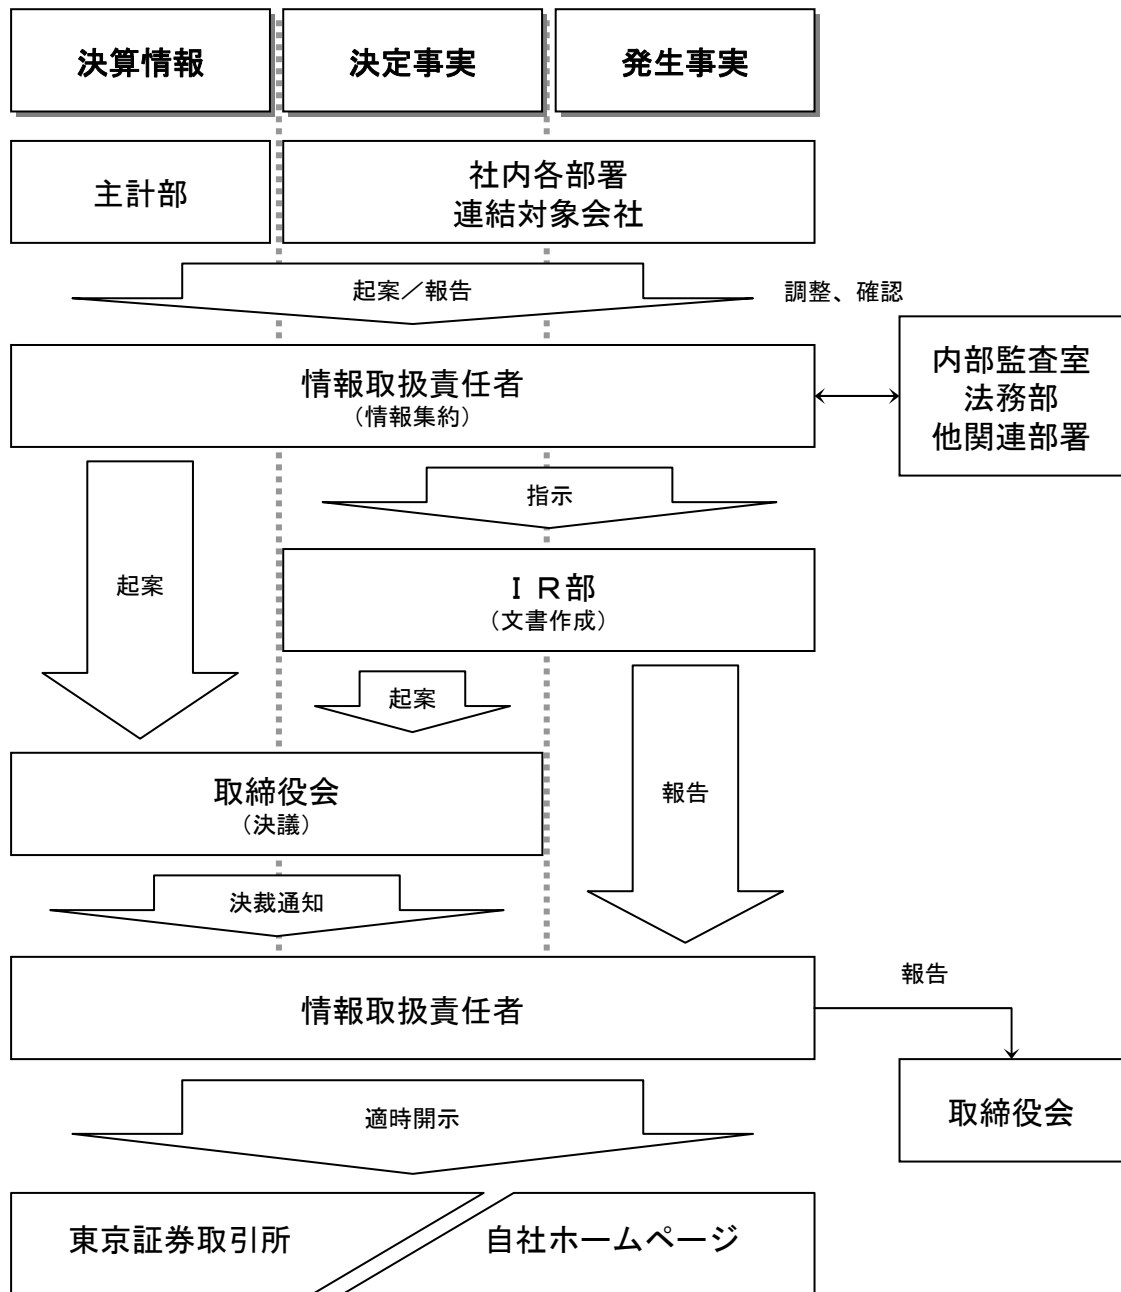 決算情報
決定事実
発生事実
主計部
社内各部署
連結対象会社
起案／報告
調整、確認
情報取扱責任者
（情報集約）
内部監査室
法務部
他関連部署
指示
起案
ＩＲ部
（文書作成）
起案
取締役会
（決議）
報告
決裁通知
情報取扱責任者
報告
取締役会
適時開示
東京証券取引所
自社ホームページ